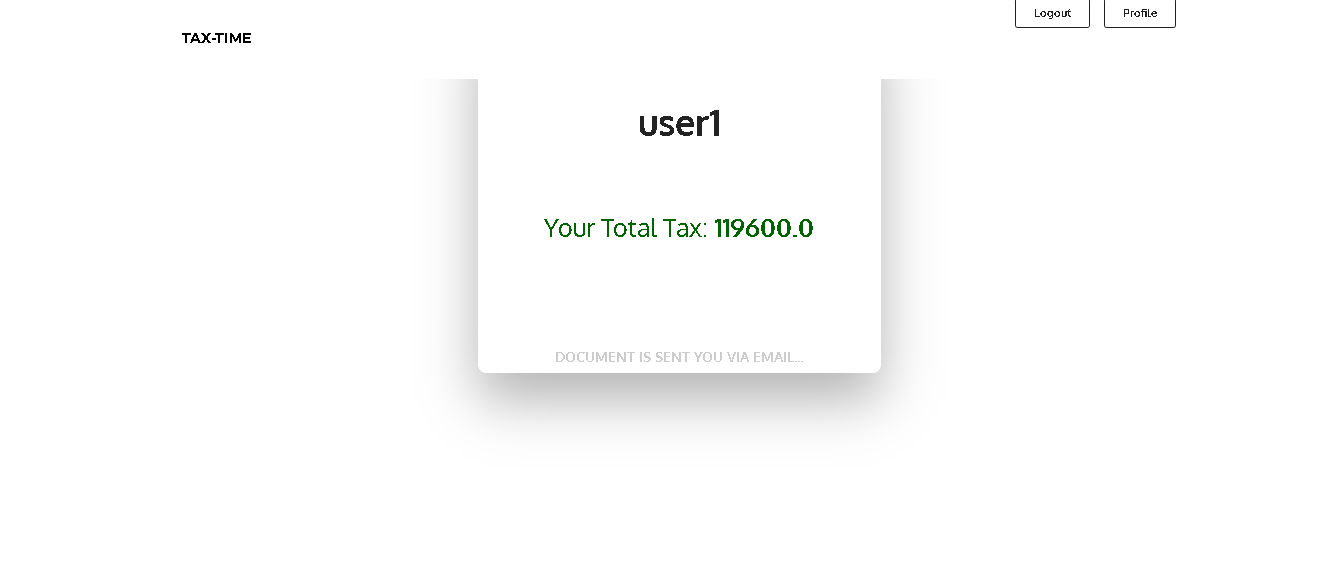 Logout Profile
TAX-TIME
user1
Your Total Tax: 119600.0
DOCUMENT IS SENT YOU VIA EMAIL...